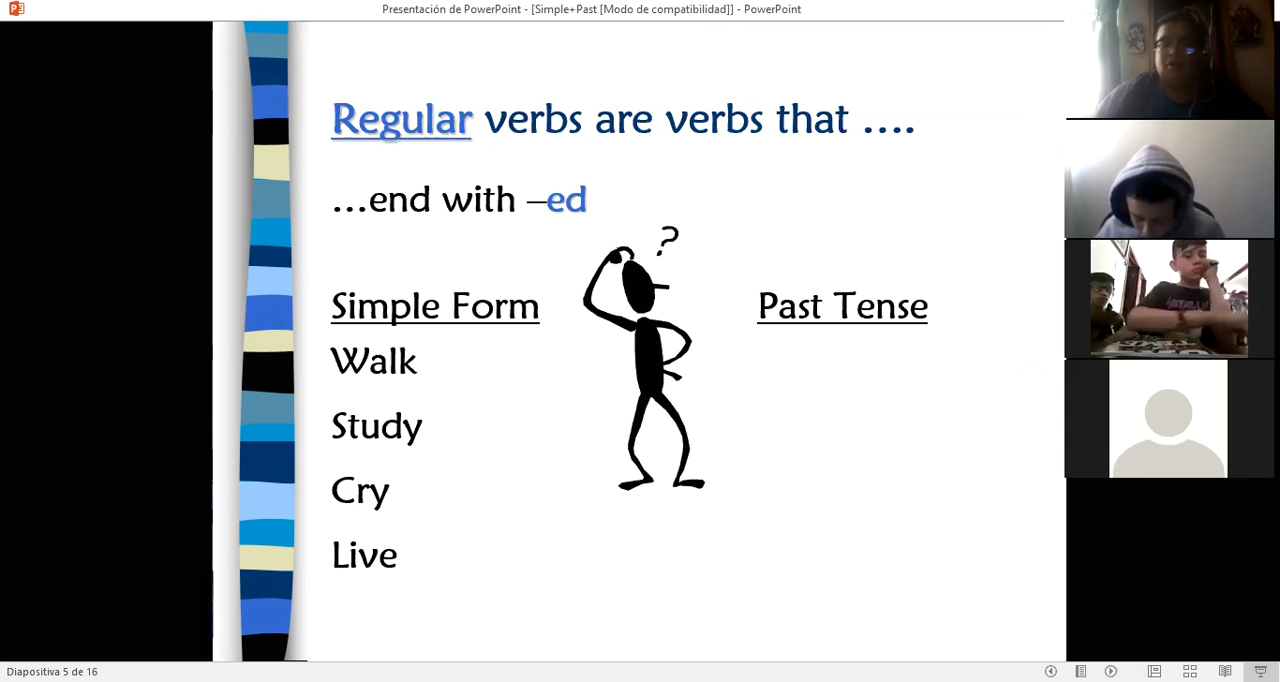 Presentación de PowerPoint - [Simple+Past [Modo de compatibilidad]] - PowerPoint
Regular verbs are verbs that ....
...end with –ed
?
Simple Form Past Tense
Walk
Study
Cry
Live
Diapositiva 5 de 16